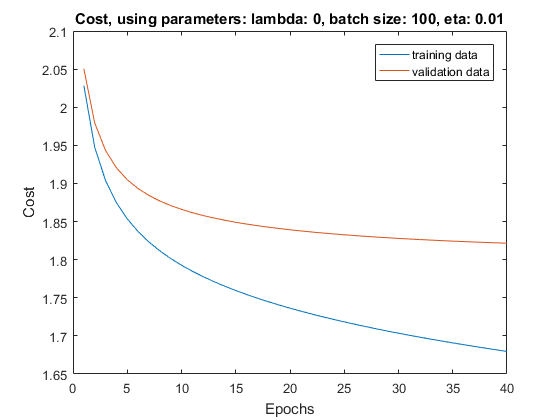 Cost, using parameters: lambda: 0, batch size: 100, eta: 0.01
training data
validation data
2.1
2.05
2
1.95
1.9
1.85
1.8
1.75
1.7
1.65
Cost
0 5 10 15 20 25 30 35 40
Epochs